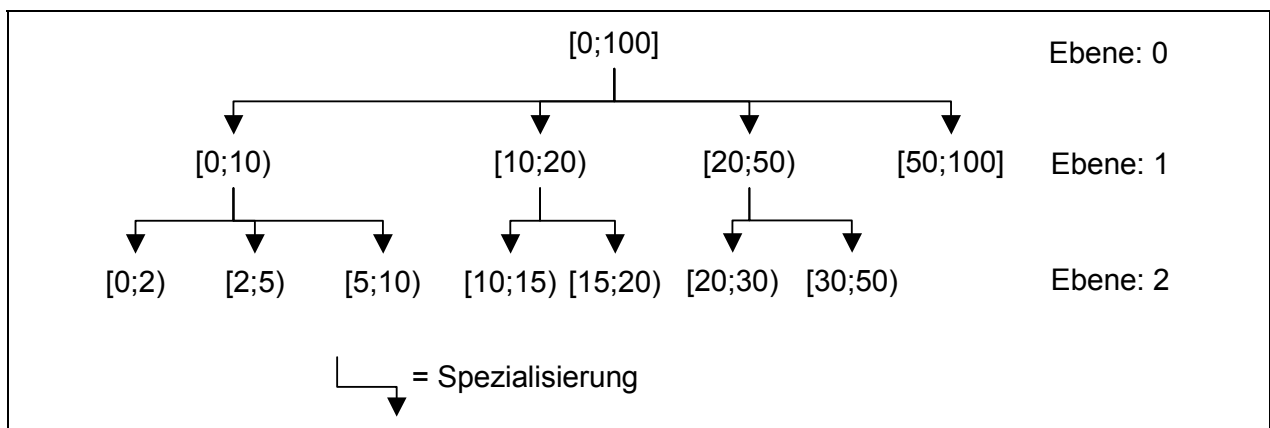 [0;100] Ebene: 0
[0;10) [10;20) [20;50) [50;100] Ebene: 1
[0;2) [2;5) [5;10) [10;15) [15;20) [20;30) [30;50) Ebene: 2
= Spezialisierung